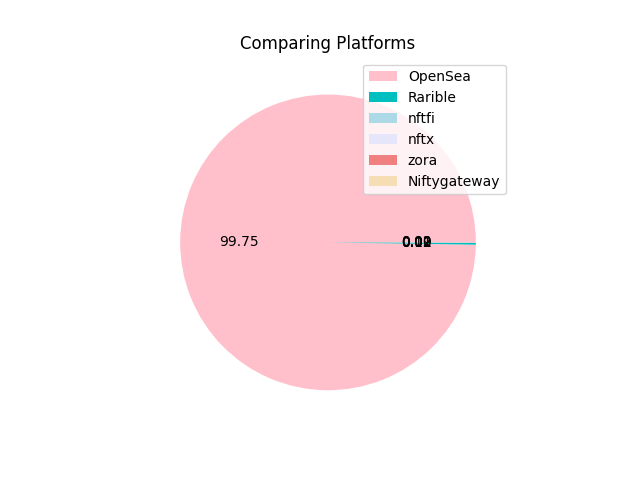 Comparing Platforms
OpenSea
Rarible
nftfi
nftx
zora
Niftygateway
99.75